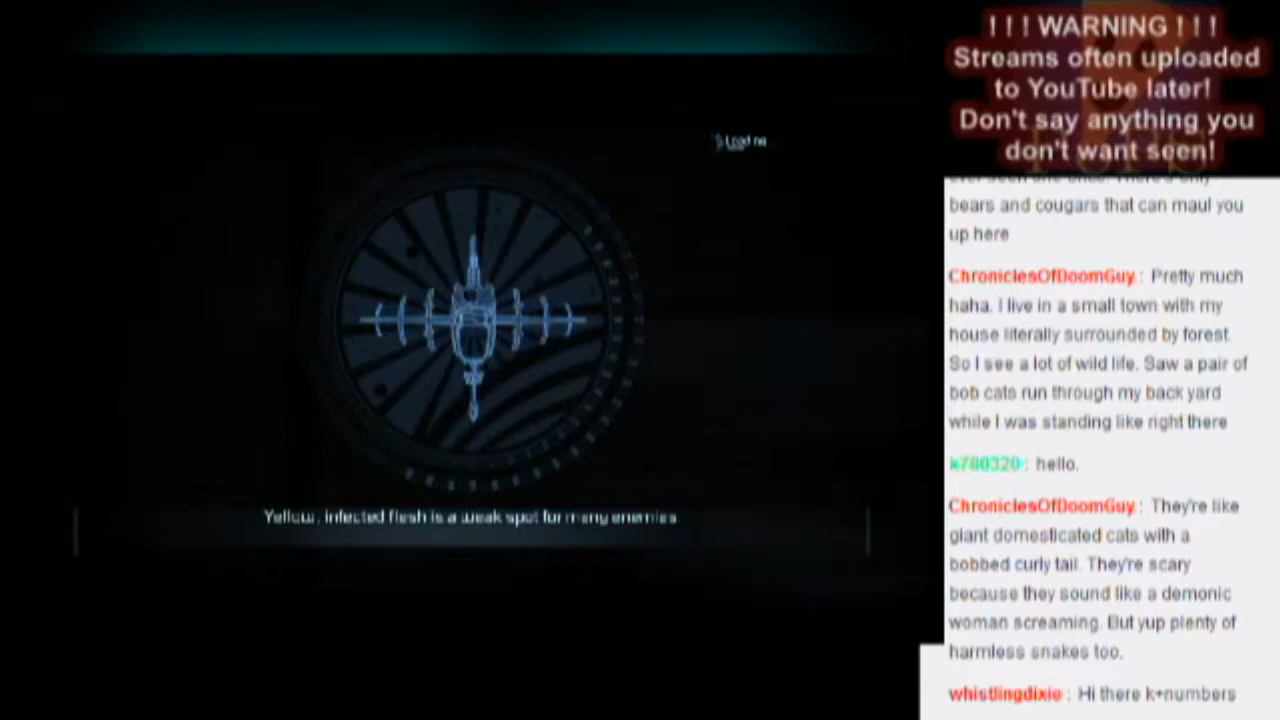 ! ! ! WARNING ! ! !
Streams often uploaded
to YouTube later!
Don't say anything you
don't want seen!
bears and cougars that can maul you
up here
ChroniclesOfDoomGuy : Pretty much
haha. I live in a small town with my
house literally surrounded by forest.
So I see a lot of wild life. Saw a pair of
bob cats run through my back yard
while I was standing like right there
k780320 : hello.
ChroniclesOfDoomGuy : They're like
giant domesticated cats with a
bobbed curly tail. They're scary
because they sound like a demonic
woman screaming. But yup plenty of
harmless snakes too.
whistlingdixie : Hi there k+numbers
Loading
Yellow, infected flesh is a weak spot for many enemies